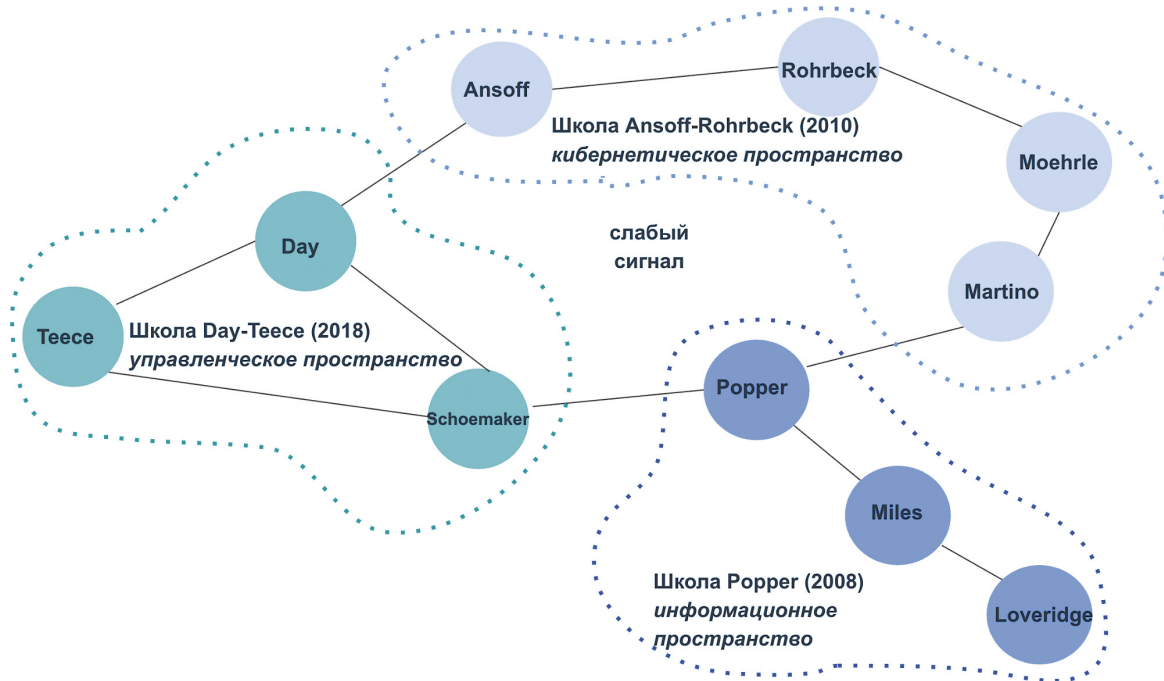 Ansoff
Rohrbeck
Школа Ansoff-Rohrbeck (2010)
кибернетическое пространство
Moehrle
Day
слабый
сигнал
Martino
Teece
Школа Day-Teece (2018)
управленческое пространство
Popper
Schoemaker
Miles
Школа Popper (2008)
информационное
пространство
Loveridge